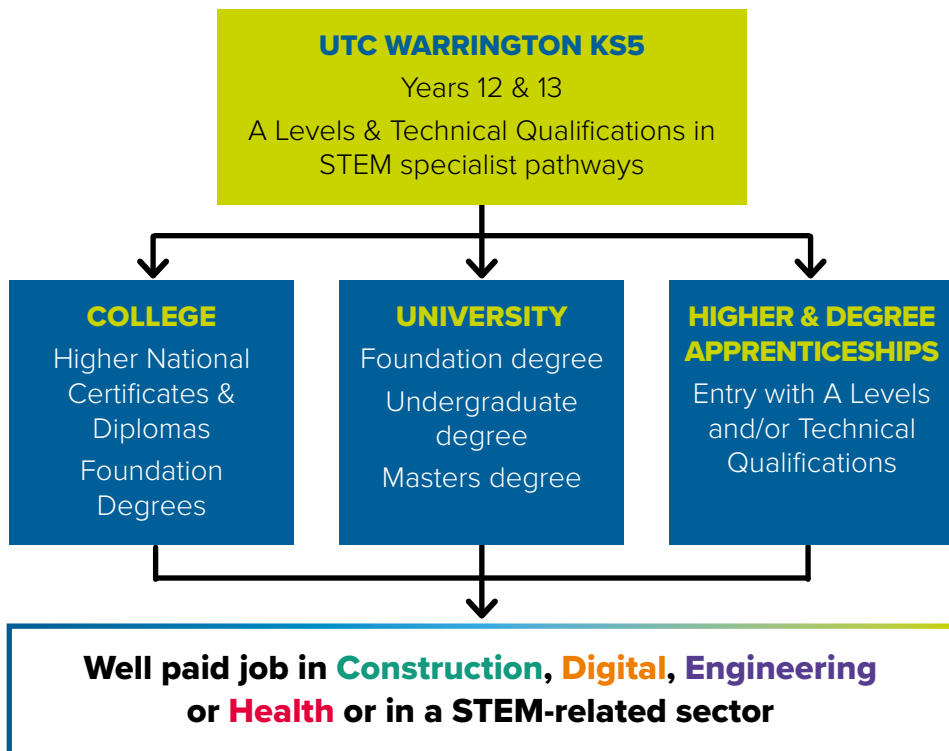 UTC WARRINGTON KS5
Years 12 & 13
A Levels & Technical Qualifications in
STEM specialist pathways
COLLEGE
Higher National
Certificates &
Diplomas
Foundation
Degrees
UNIVERSITY
Foundation degree
Undergraduate
degree
Masters degree
HIGHER & DEGREE
APPRENTICESHIPS
Entry with A Levels
and/or Technical
Qualifications
Well paid job in Construction, Digital, Engineering
or Health or in a STEM-related sector